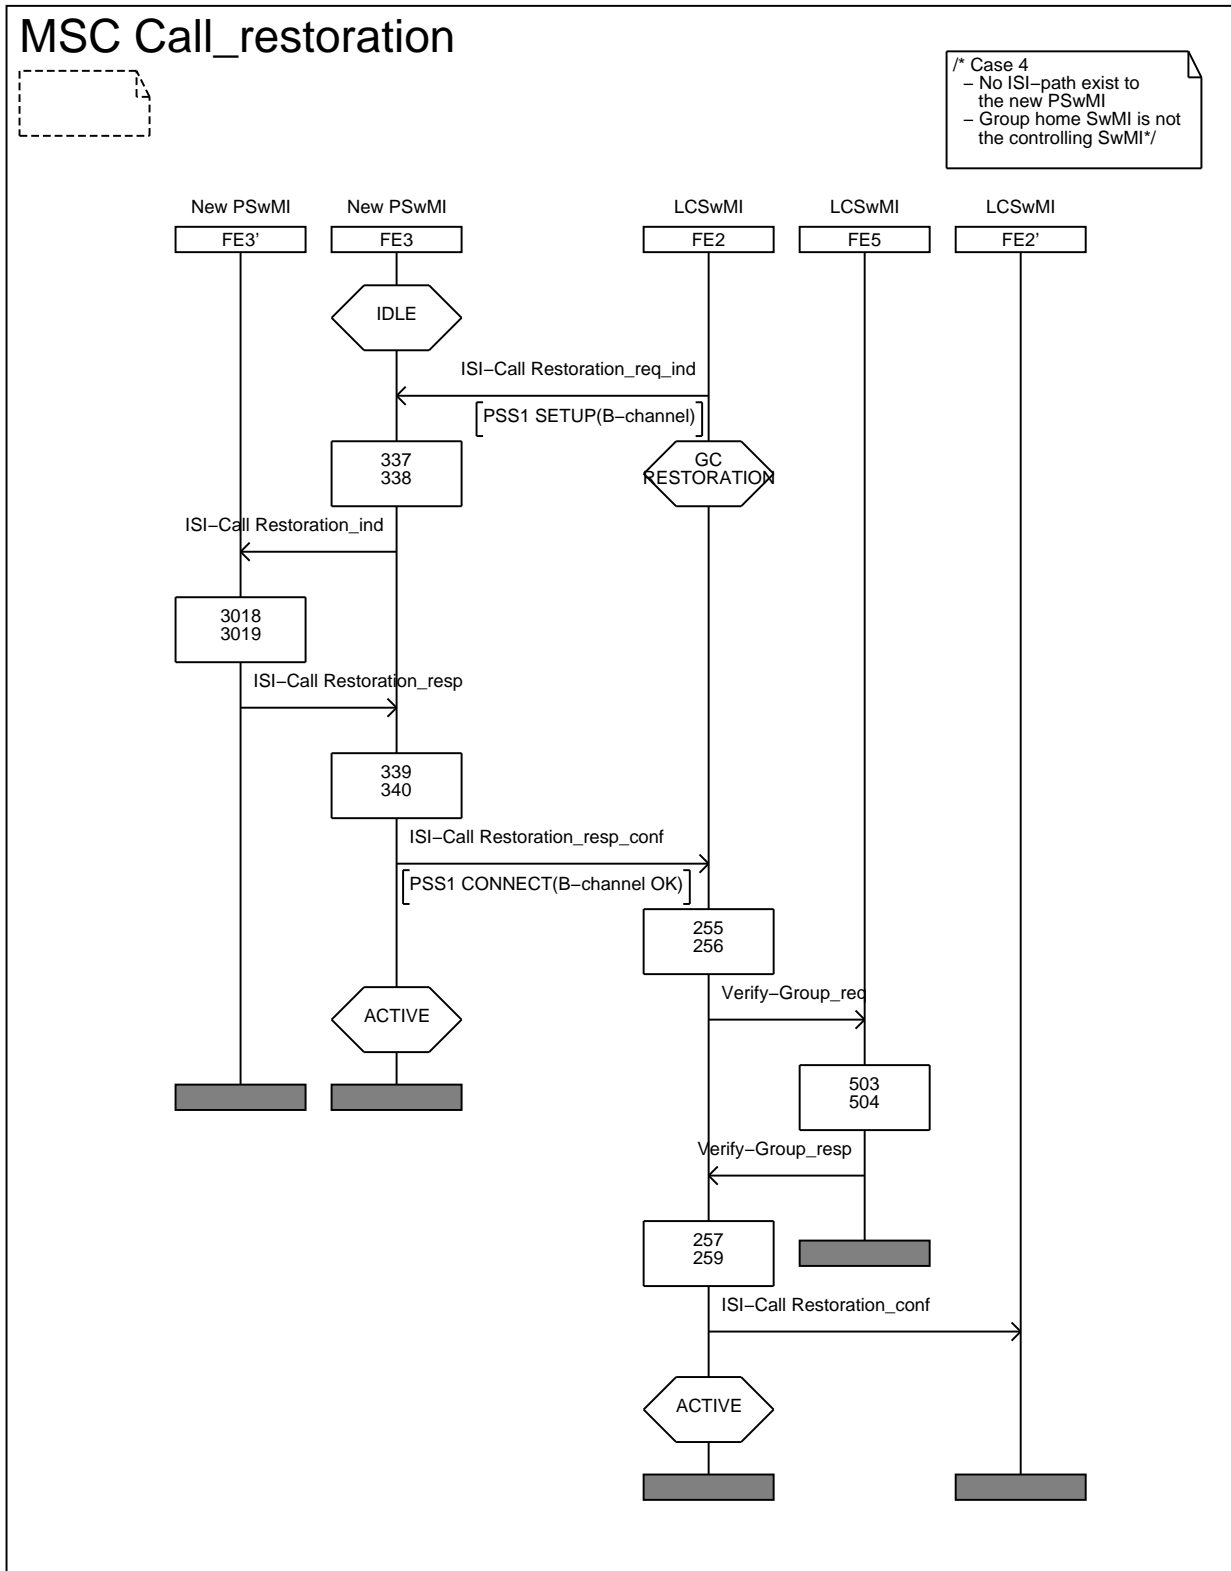 MSC Call_restoration
/* Case 4
– No ISI–path exist to
the new PSwMI
– Group home SwMI is not
the controlling SwMI*/
New PSwMI
New PSwMI
LCSwMI
LCSwMI
LCSwMI
FE3'
FE3
FE2
FE5
FE2'
IDLE
ISI–Call Restoration_req_ind
PSS1 SETUP(B–channel)
337
338
GC
RESTORATION
ISI–Call Restoration_ind
3018
3019
ISI–Call Restoration_resp
339
340
ISI–Call Restoration_resp_conf
PSS1 CONNECT(B–channel OK)
255
256
Verify–Group_req
ACTIVE
503
504
Verify–Group_resp
257
259
ISI–Call Restoration_conf
ACTIVE